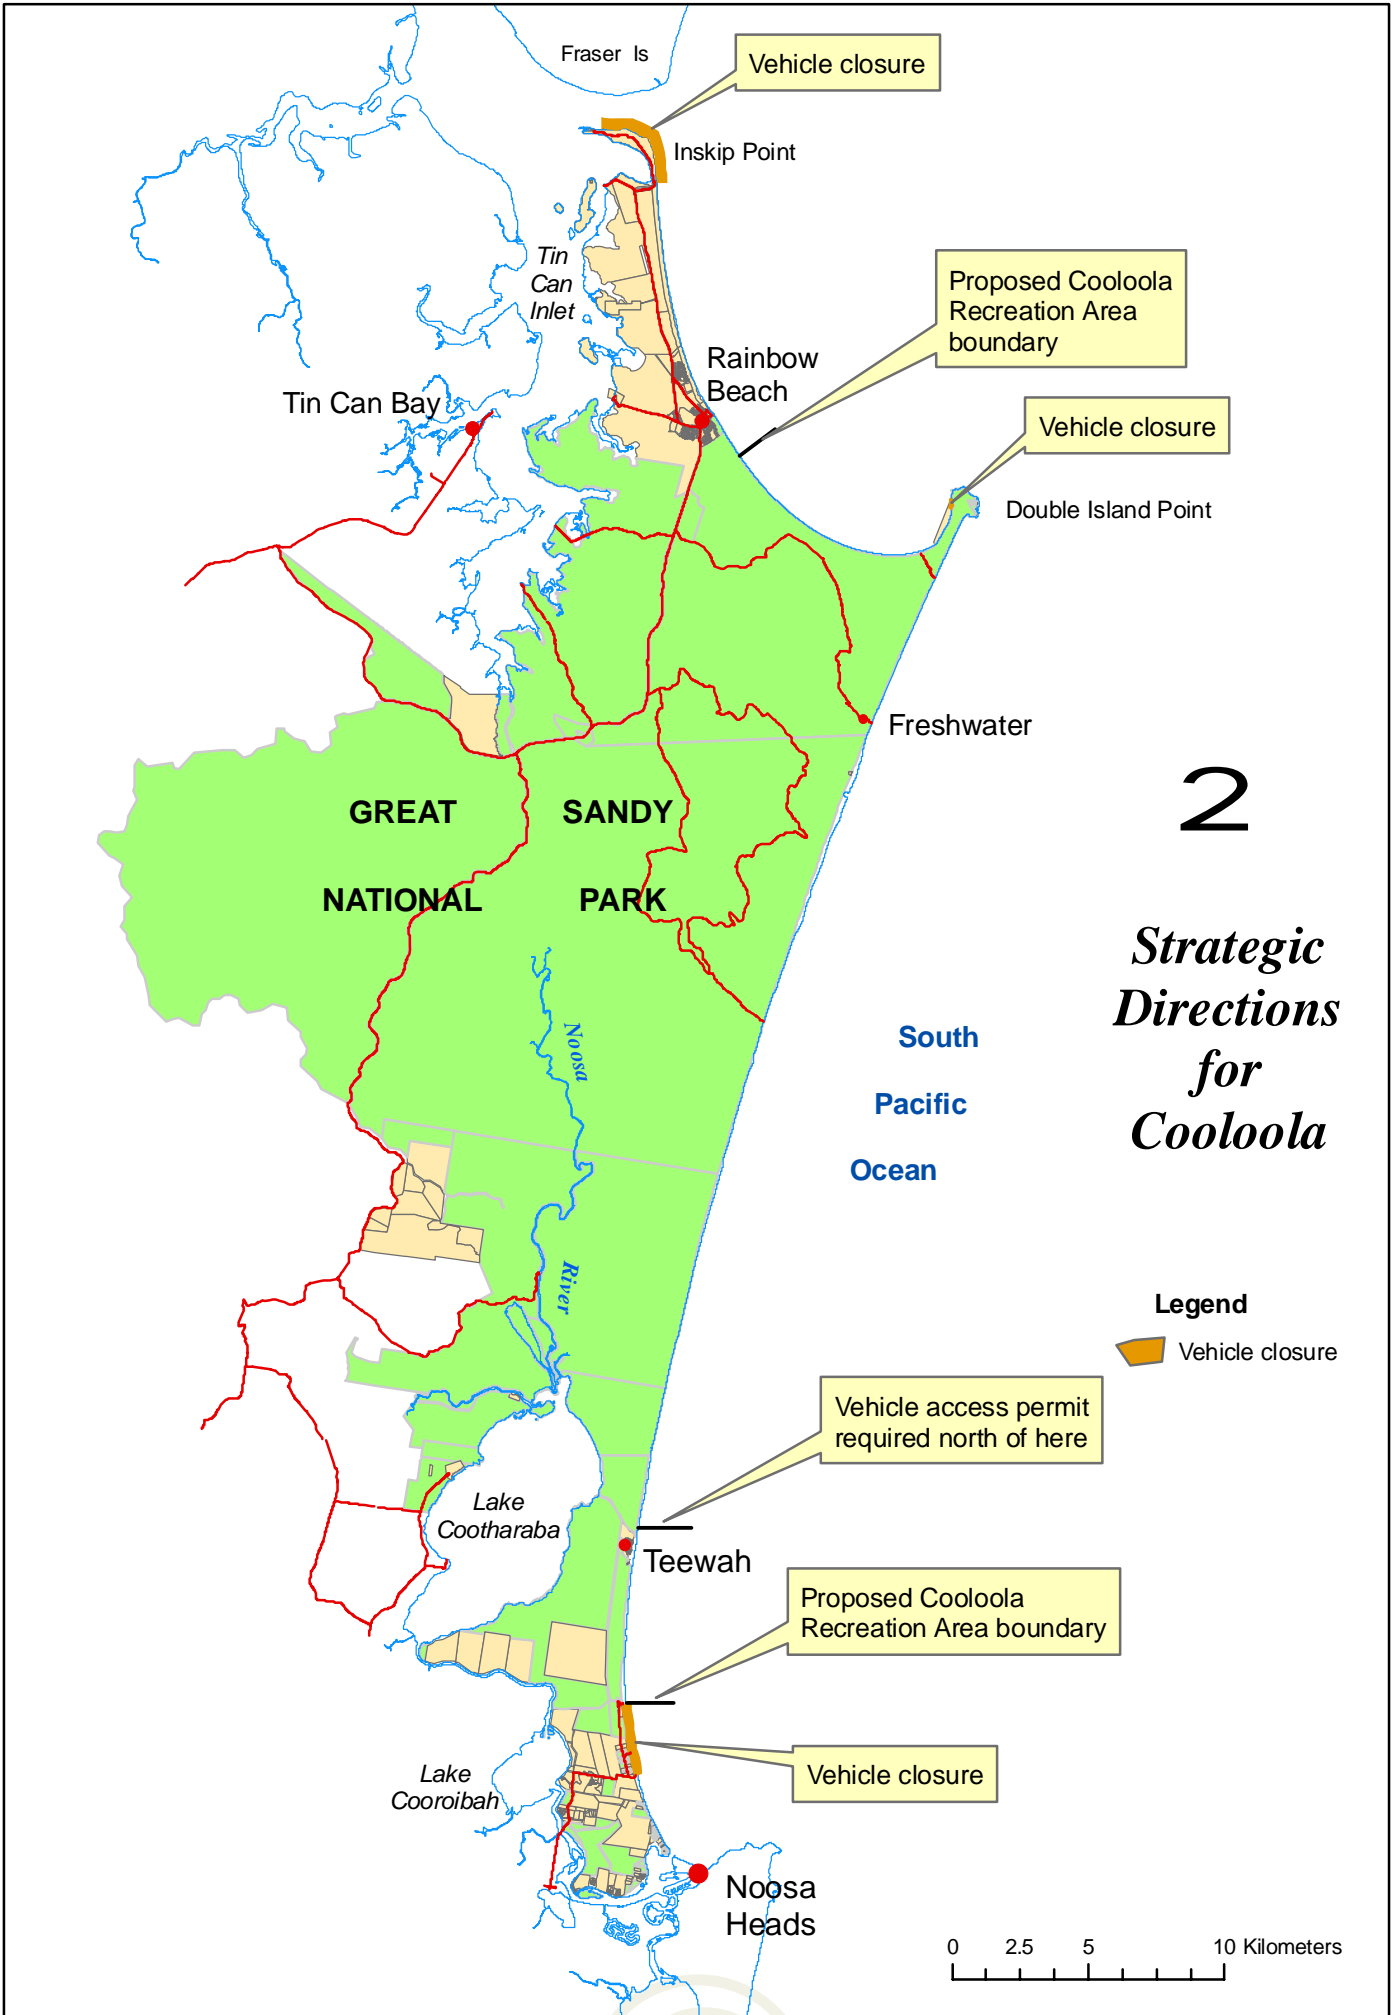 Fraser Is
Vehicle closure
Inskip Point
Tin
Can
Inlet
Proposed Cooloola
Recreation Area
boundary
Rainbow
Beach
Tin Can Bay
Vehicle closure
Double Island Point
Freshwater
2
GREAT SANDY
NATIONAL PARK
Strategic
Directions
for
Cooloola
Noosa
River
South
Pacific
Ocean
Legend
Vehicle closure
Vehicle access permit
required north of here
Lake
Cootharaba
Teewah
Proposed Cooloola
Recreation Area boundary
Lake
Cooroibah
Vehicle closure
Noosa
Heads
0 2.5 5 10 Kilometers